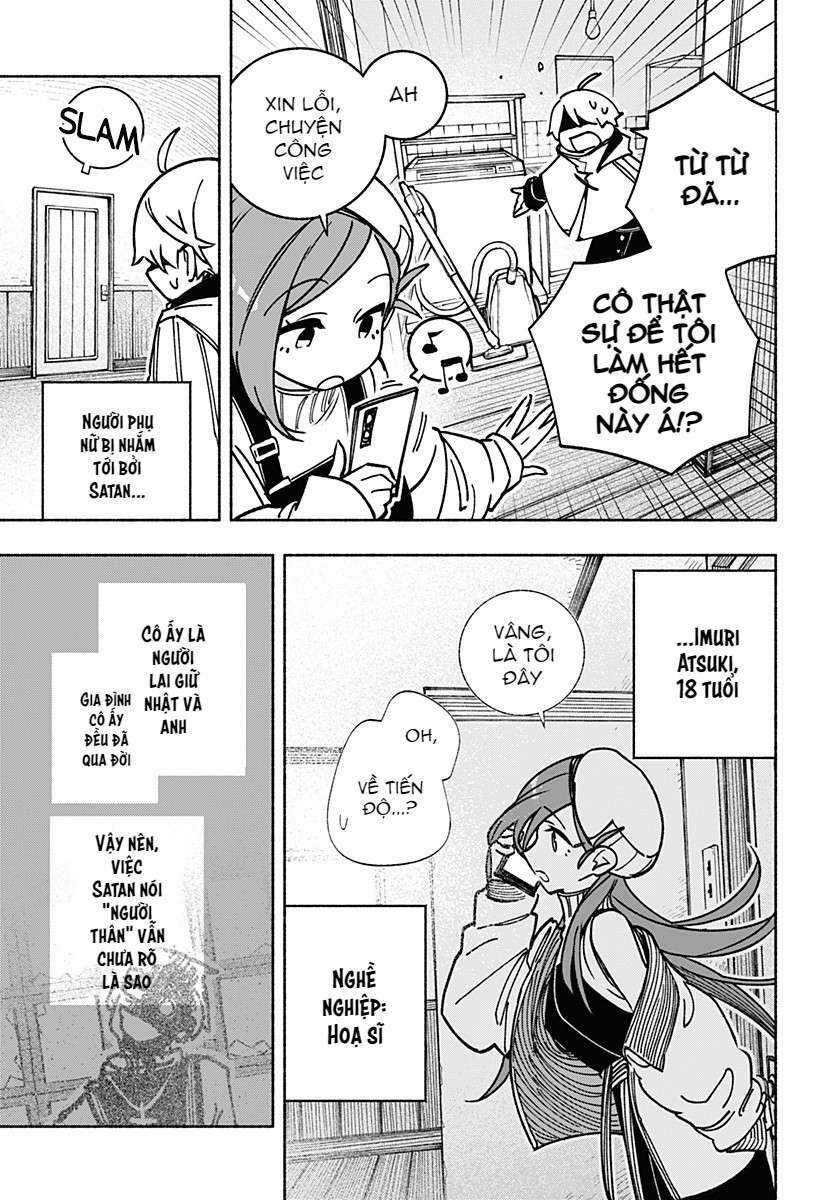 TỪ TỪ
ĐÃ...
CÔ THẬT
SỰ ĐỂ TÔI
LÀM HẾT
ĐỐNG
NÀY Á!?
AH
XIN LỖI,
CHUYỆN
CÔNG
VIỆC
SLAM
NGƯỜI PHỤ
NỮ BỊ NHẮM
TỚI BỞI
SATAN...
...IMURI
ATSUKI,
18 TUỔI
VÂNG,
LÀ TÔI
ĐÂY
OH,
VỀ TIẾN
ĐỘ...?
NGHỀ
NGHIỆP:
HOẠ SĨ
CÔ ẤY LÀ
NGƯỜI
LAI GIỮ
NHẬT VÀ
ANH
GIA ĐÌNH
CÔ ẤY
ĐỀU ĐÃ
QUA ĐỜI
VẬY NÊN,
VIỆC
SATAN NÓI
"NGƯỜI
THÂN" VẪN
CHƯA RÕ
LÀ SAO